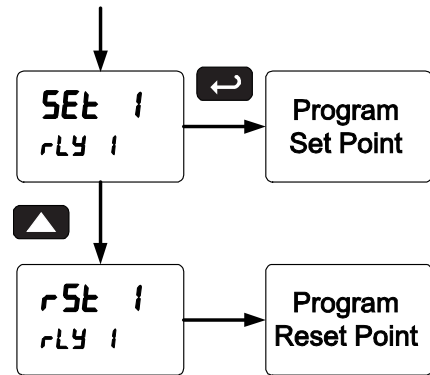 SEt 1
rLY 1
Program
Set Point
rSt 1
rLY 1
Program
Reset Point